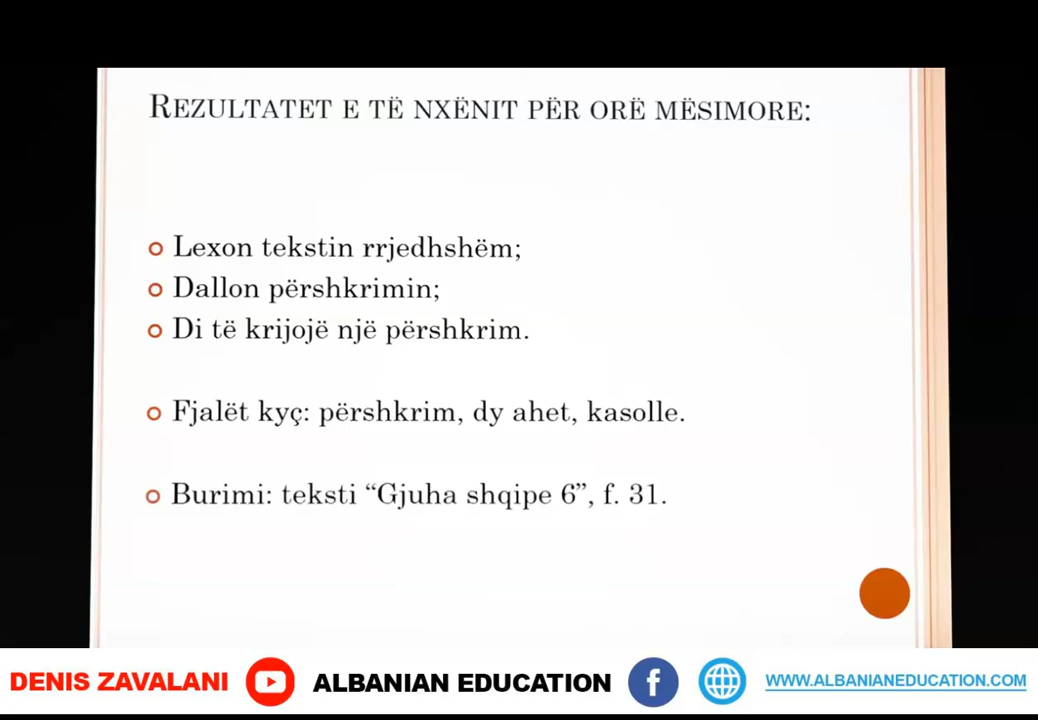 REZULTATET E TË NXËNIT PËR ORË MËSIMORE:
Lexon tekstin rrjedhshëm;
Dallon përshkrimin;
Di të krijojë një përshkrim.
Fjalët kyç: përshkrim, dy ahet, kasolle.
Burimi: teksti “Gjuha shqipe 6”, f. 31.
DENIS ZAVALANI ALBANIAN EDUCATION f WWW.ALBANIANEDUCATION.COM